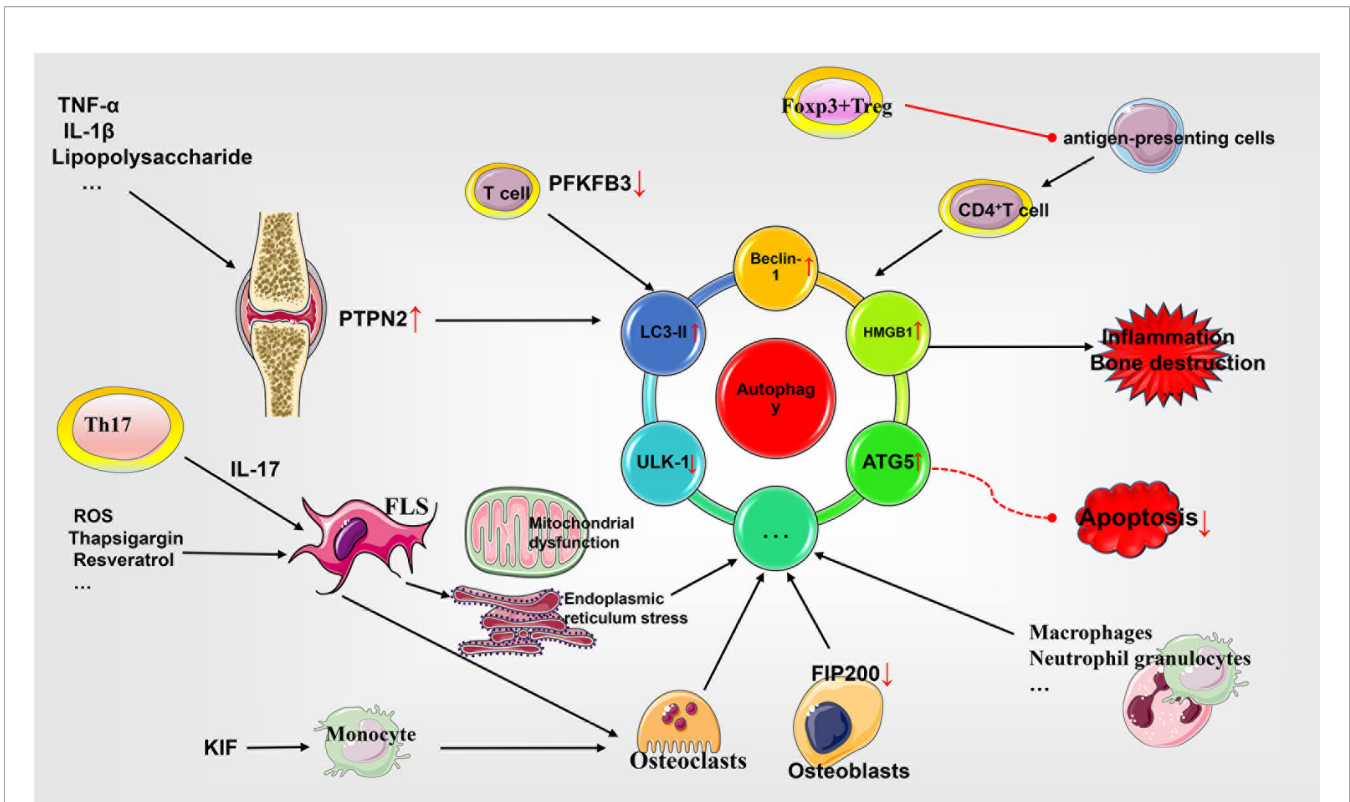 TNF-α
IL-1β
Lipopolysaccharide
...
Foxp3+Treg
antigen-presenting cells
T cell
PFKFB3↓
CD4⁺T cell
Beclin-
1↑
PTPN2↑
LC3-II↑
HMGB1↑
Inflammation
Bone destruction
...
Autophag
y
Th17
IL-17
ULK-1↓
ATG5↑
FLS
ROS
Thapsigargin
Resveratrol
...
Mitochondrial
dysfunction
...
Apoptosis↓
Endoplasmic
reticulum stress
Macrophages
Neutrophil granulocytes
...
FIP200↓
KIF
Monocyte
Osteoclasts
Osteoblasts